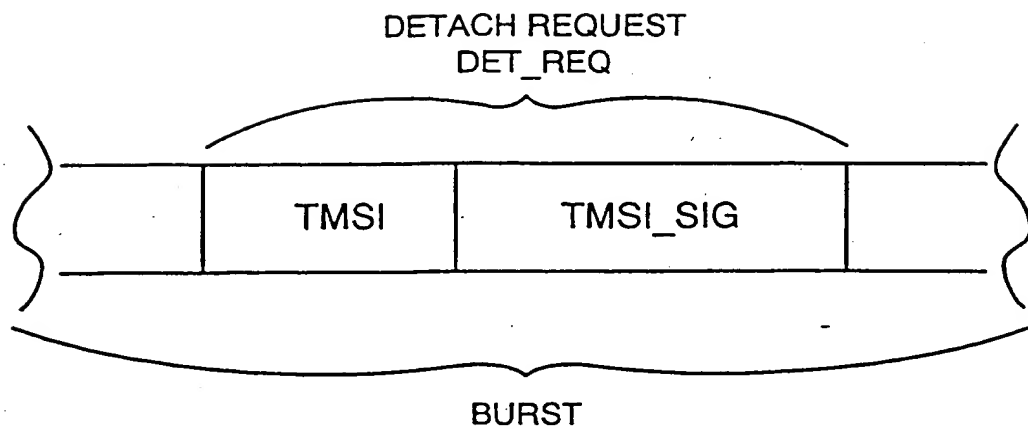 DETACH REQUEST
DET_REQ
TMSI
TMSI_SIG
BURST